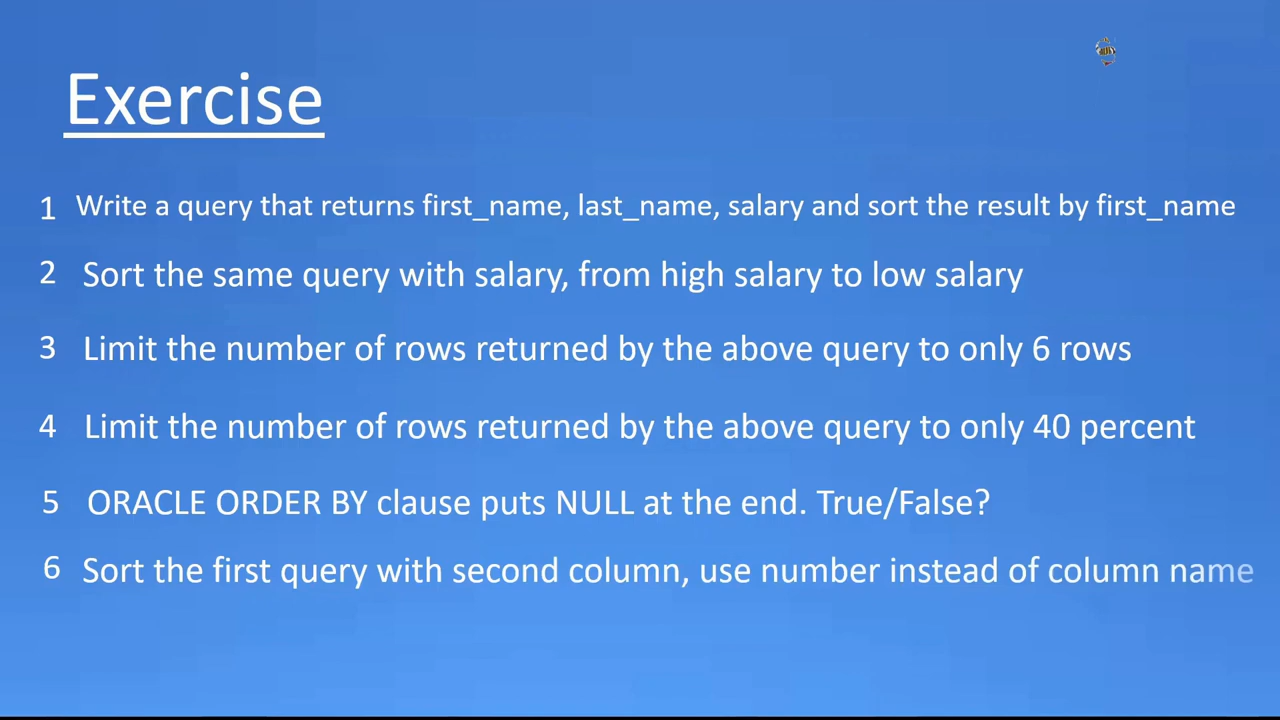 Exercise
1 Write a query that returns first_name, last_name, salary and sort the result by first_name
2 Sort the same query with salary, from high salary to low salary
3 Limit the number of rows returned by the above query to only 6 rows
4 Limit the number of rows returned by the above query to only 40 percent
5 ORACLE ORDER BY clause puts NULL at the end. True/False?
6 Sort the first query with second column, use number instead of column name